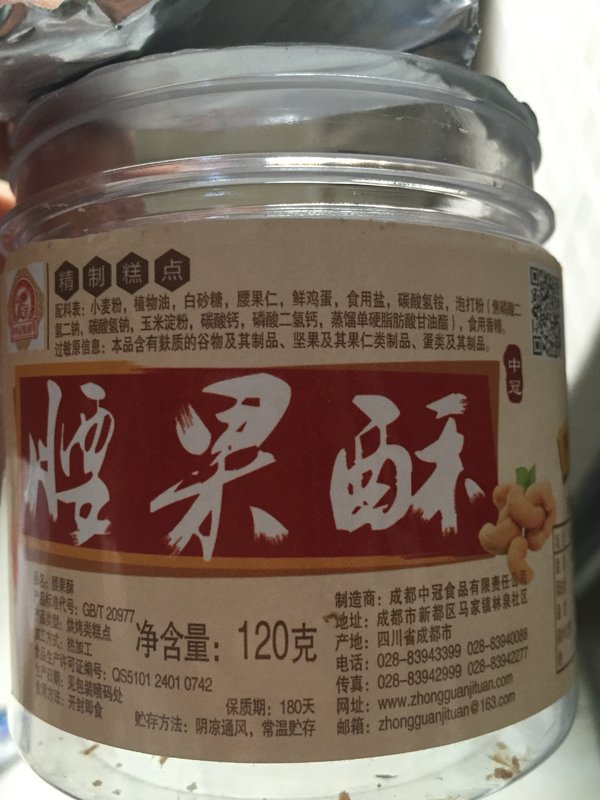 精制糕点
配料表：小麦粉，植物油，白砂糖，腰果仁，鲜鸡蛋，食用盐，碳酸氢铵，泡打粉（焦磷酸二
氢二钠，碳酸氢钠，玉米淀粉，碳酸钙，磷酸二氢钙，蒸馏单硬脂肪酸甘油酯），食用香精。
过敏原信息：本品含有麸质的谷物及其制品、坚果及其果仁类制品、蛋类及其制品。
中冠
腰果酥
品名：腰果酥
产品标准代号：GB/T 20977
产品类型：烘烤类糕点
加工方式：热加工
食品生产许可证编号：QS5101 2401 0742
生产日期：见包装喷码处
食用方法：开封即食
净含量：120克
保质期：180天
贮存方法：阴凉通风，常温贮存
制造商：成都中冠食品有限责任公司
地址：成都市新都区马家镇林泉社区
产地：四川省成都市
电话：028-83943399 028-83940088
传真：028-83942999 028-83942277
网址：www.zhongguanjituan.com
邮箱：zhongguanjituan@163.com